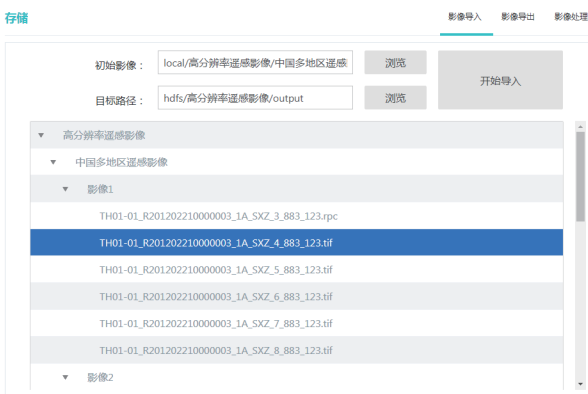 存储
影像导入 影像导出 影像处理
初始影像： local/高分辨率遥感影像/中国多地区遥感 浏览
开始导入
目标路径： hdfs/高分辨率遥感影像/output 浏览
高分辨率遥感影像
中国多地区遥感影像
影像1
TH01-01_R201202210000003_1A_SXZ_3_883_123.rpc
TH01-01_R201202210000003_1A_SXZ_4_883_123.tif
TH01-01_R201202210000003_1A_SXZ_5_883_123.tif
TH01-01_R201202210000003_1A_SXZ_6_883_123.tif
TH01-01_R201202210000003_1A_SXZ_7_883_123.tif
TH01-01_R201202210000003_1A_SXZ_8_883_123.tif
影像2